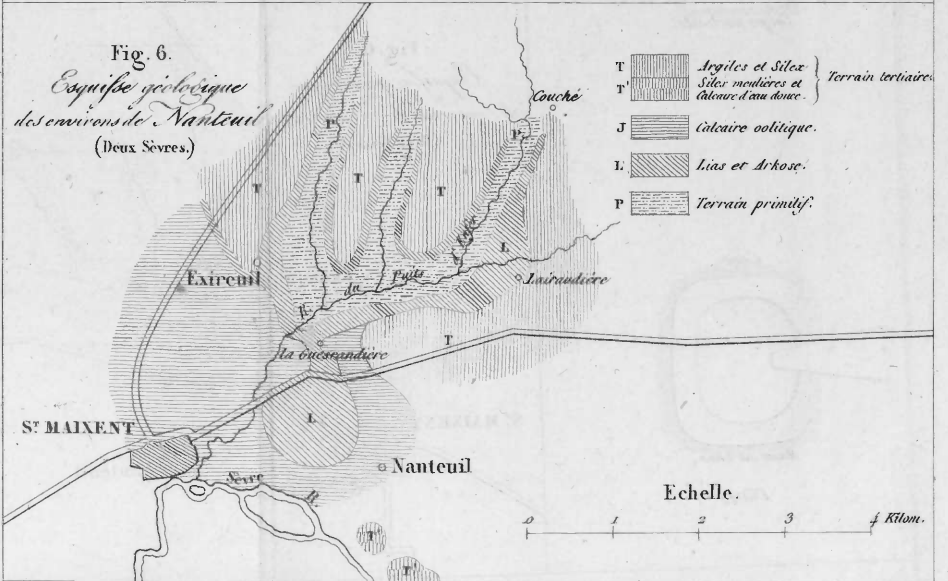 Fig. 6.
Esquisse géologique
des environs de Nanteuil
(Deux Sèvres.)
T Argiles et Silex
T' Silex meulières et
Calcaire d'eau douce.
Terrain tertiaire.
J Calcaire oolitique.
L Lias et Arkose.
P Terrain primitif.
Couché
P
P
T
T
T
L
Exireuil
R. du Puits d'Enfer
Lairaudière
la Guesrandière
T
L
St MAIXENT
Nanteuil
Sèvre R.
T'
T'
Echelle.
0 1 2 3 4 Kilom.